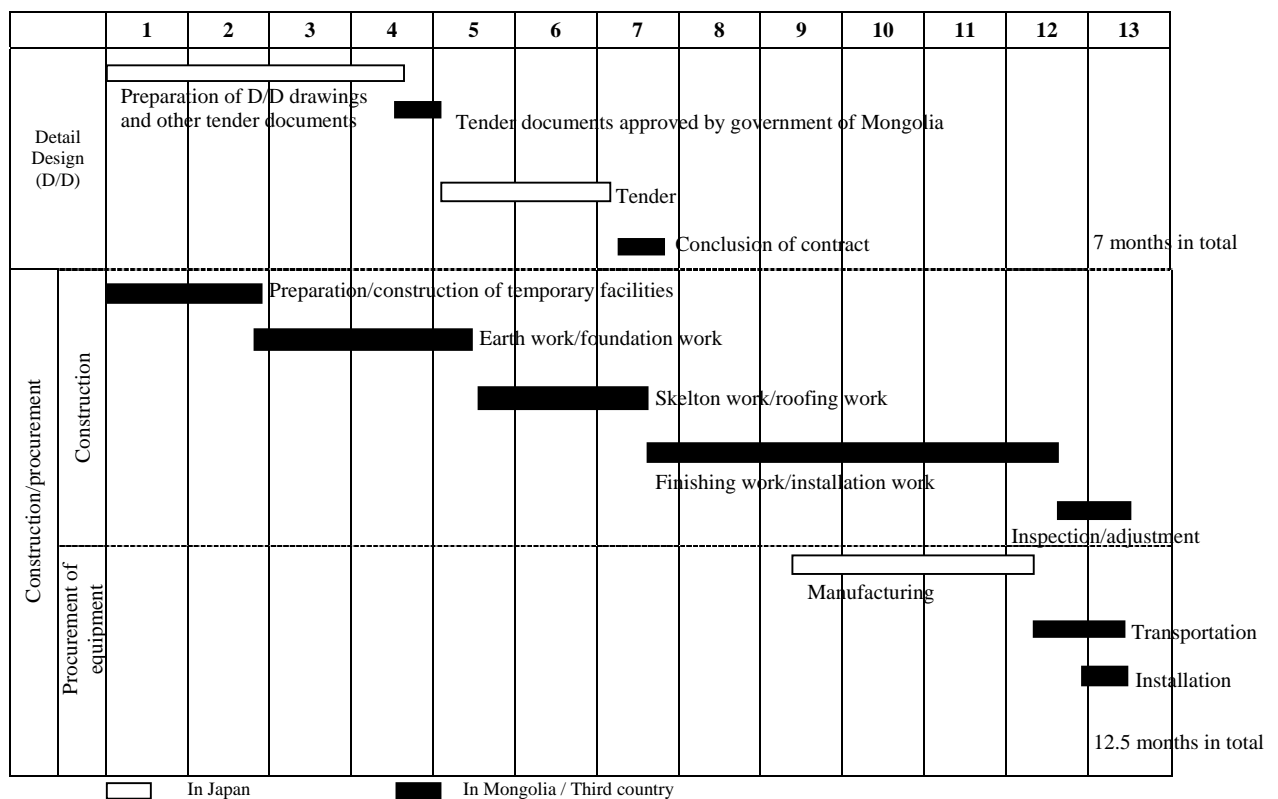 1 2 3 4 5 6 7 8 9 10 11 12 13
Detail
Design
(D/D)
Preparation of D/D drawings
and other tender documents
Tender documents approved by government of Mongolia
Tender
Conclusion of contract
7 months in total
Construction/procurement
Construction
Preparation/construction of temporary facilities
Earth work/foundation work
Skelton work/roofing work
Finishing work/installation work
Inspection/adjustment
Procurement of
equipment
Manufacturing
Transportation
Installation
12.5 months in total
In Japan
In Mongolia / Third country